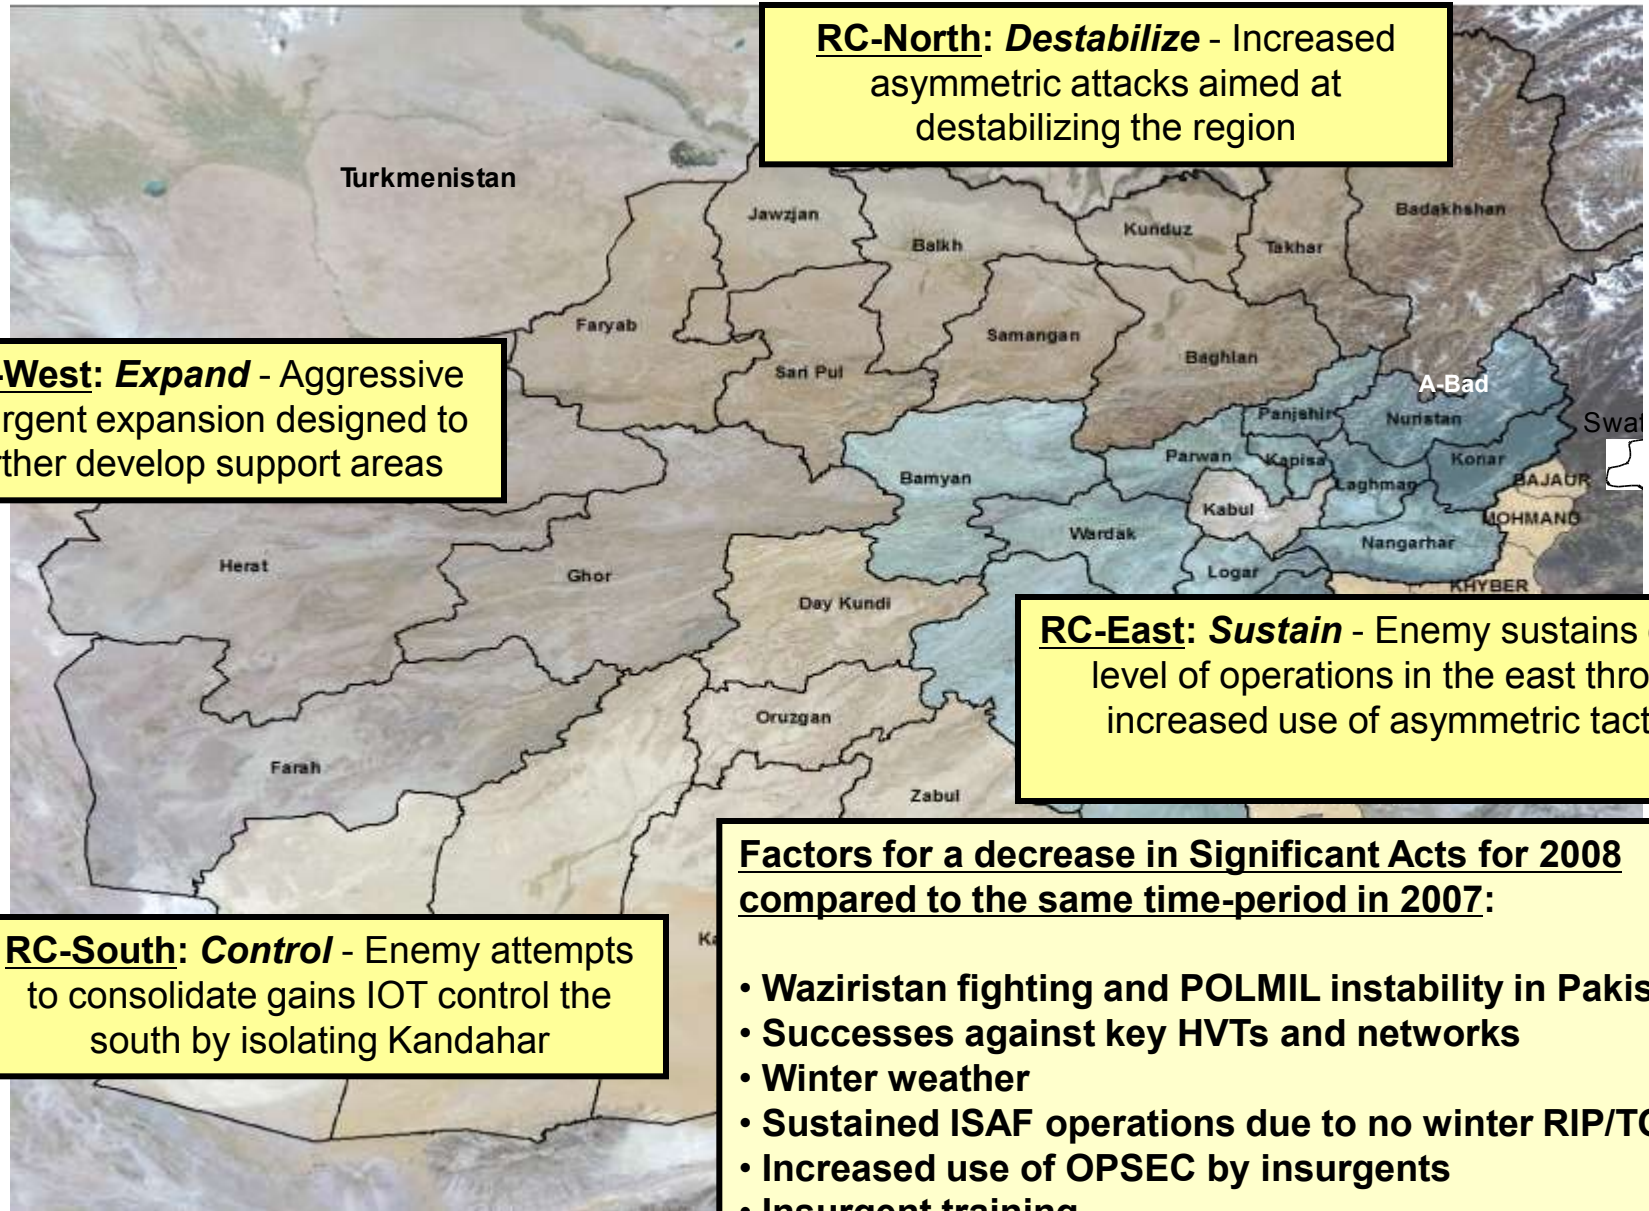 RC-North: Destabilize - Increased
asymmetric attacks aimed at
destabilizing the region
Turkmenistan
Jawzjan
Balkh
Kunduz
Takhar
Badakhshan
Faryab
Sari Pul
Samangan
Baghlan
-West: Expand - Aggressive
rgent expansion designed to
ther develop support areas
A-Bad
Panjshir
Nuristan
Swat
Bamyan
Parwan
Kapisa
Laghman
Konar
BAJAUR
Kabul
MOHMAND
Wardak
Nangarhar
Herat
Ghor
Logar
KHYBER
Day Kundi
RC-East: Sustain - Enemy sustains
level of operations in the east thro
increased use of asymmetric tact
Oruzgan
Farah
Zabul
Factors for a decrease in Significant Acts for 2008
compared to the same time-period in 2007:
RC-South: Control - Enemy attempts
to consolidate gains IOT control the
south by isolating Kandahar
Ka
• Waziristan fighting and POLMIL instability in Pakis
• Successes against key HVTs and networks
• Winter weather
• Sustained ISAF operations due to no winter RIP/TO
• Increased use of OPSEC by insurgents
• Insurgent training